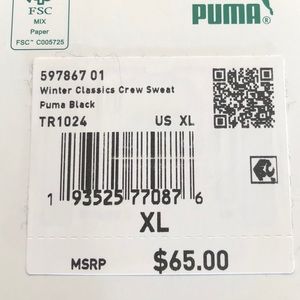 FSC
MIX
Paper
FSC™ C005725
PUMA
597867 01
Winter Classics Crew Sweat
Puma Black
TR1024 US XL
1 93525 77087 6
XL
MSRP $65.00